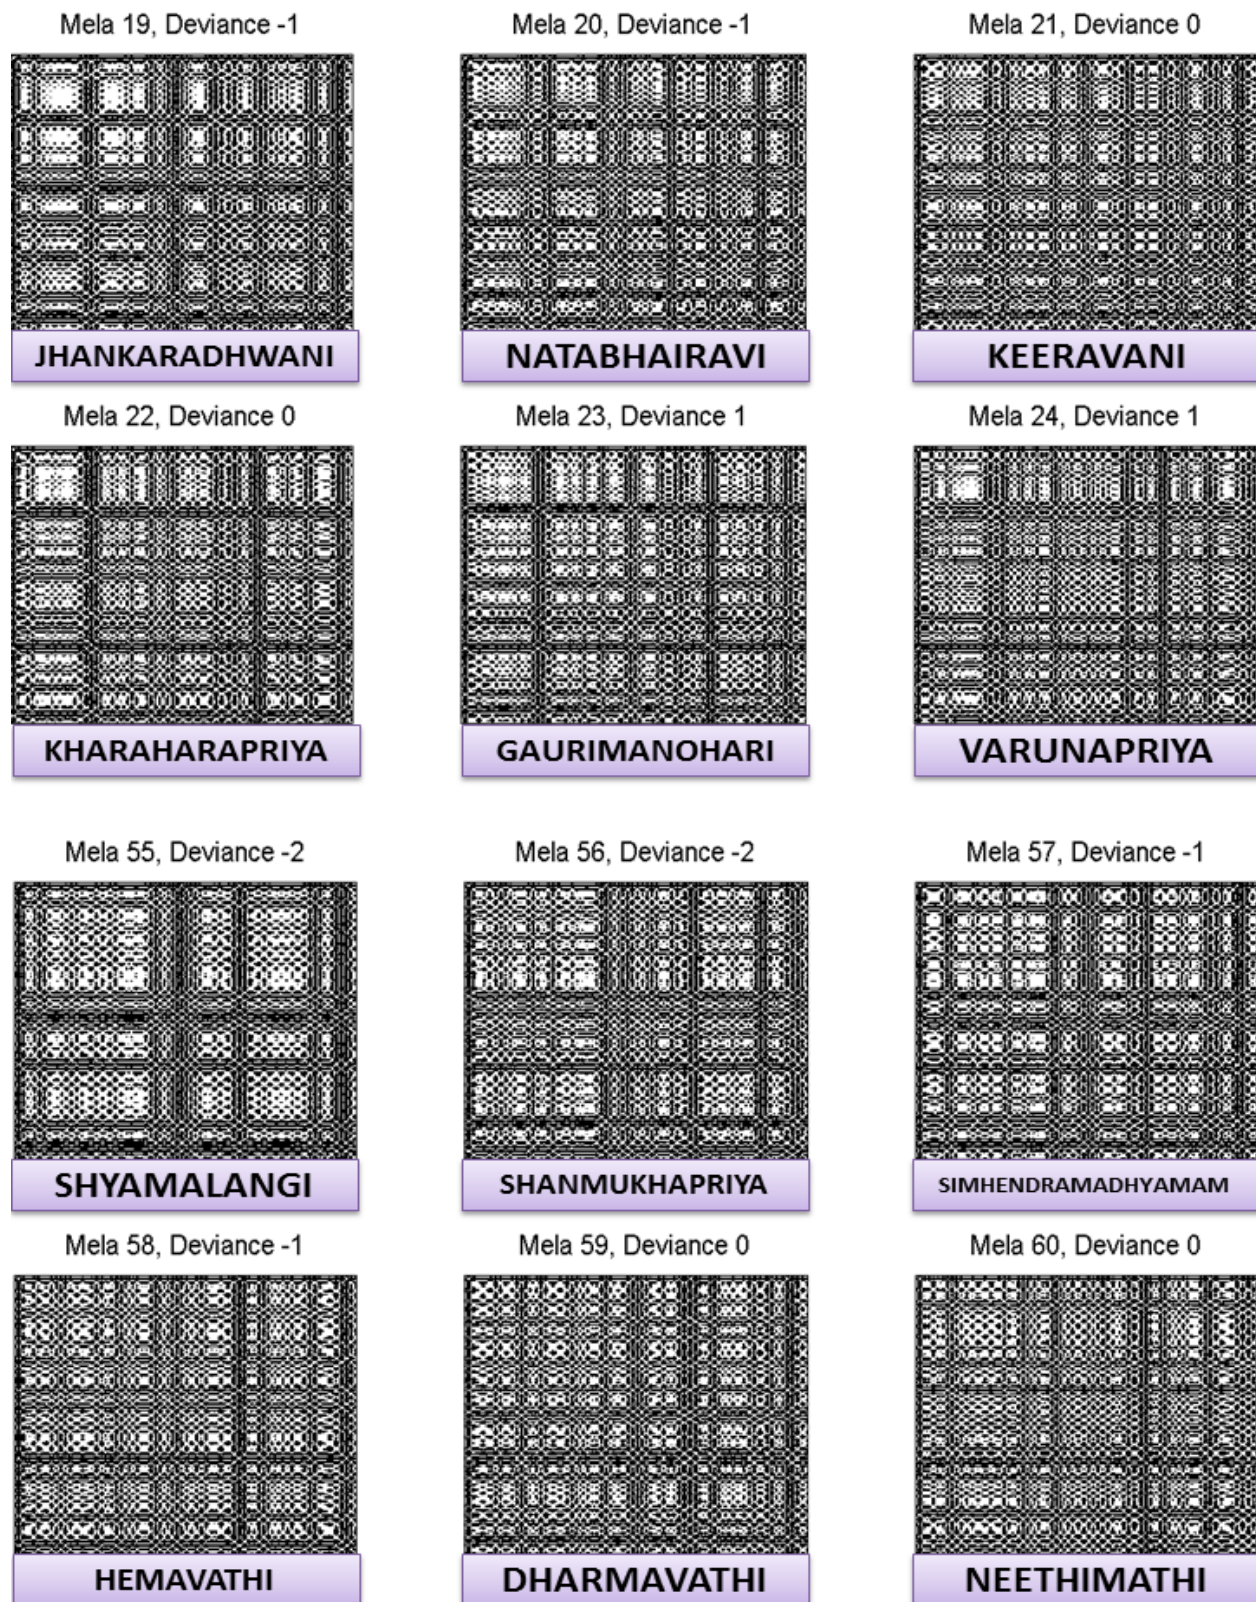 Mela 19, Deviance -1
Mela 20, Deviance -1
Mela 21, Deviance 0
JHANKARADHWANI
NATABHAIRAVI
KEERAVANI
Mela 22, Deviance 0
Mela 23, Deviance 1
Mela 24, Deviance 1
KHARAHARAPRIYA
GAURIMANOHARI
VARUNAPRIYA
Mela 55, Deviance -2
Mela 56, Deviance -2
Mela 57, Deviance -1
SHYAMALANGI
SHANMUKHAPRIYA
SIMHENDRAMADHYAMAM
Mela 58, Deviance -1
Mela 59, Deviance 0
Mela 60, Deviance 0
HEMAVATHI
DHARMAVATHI
NEETHIMATHI